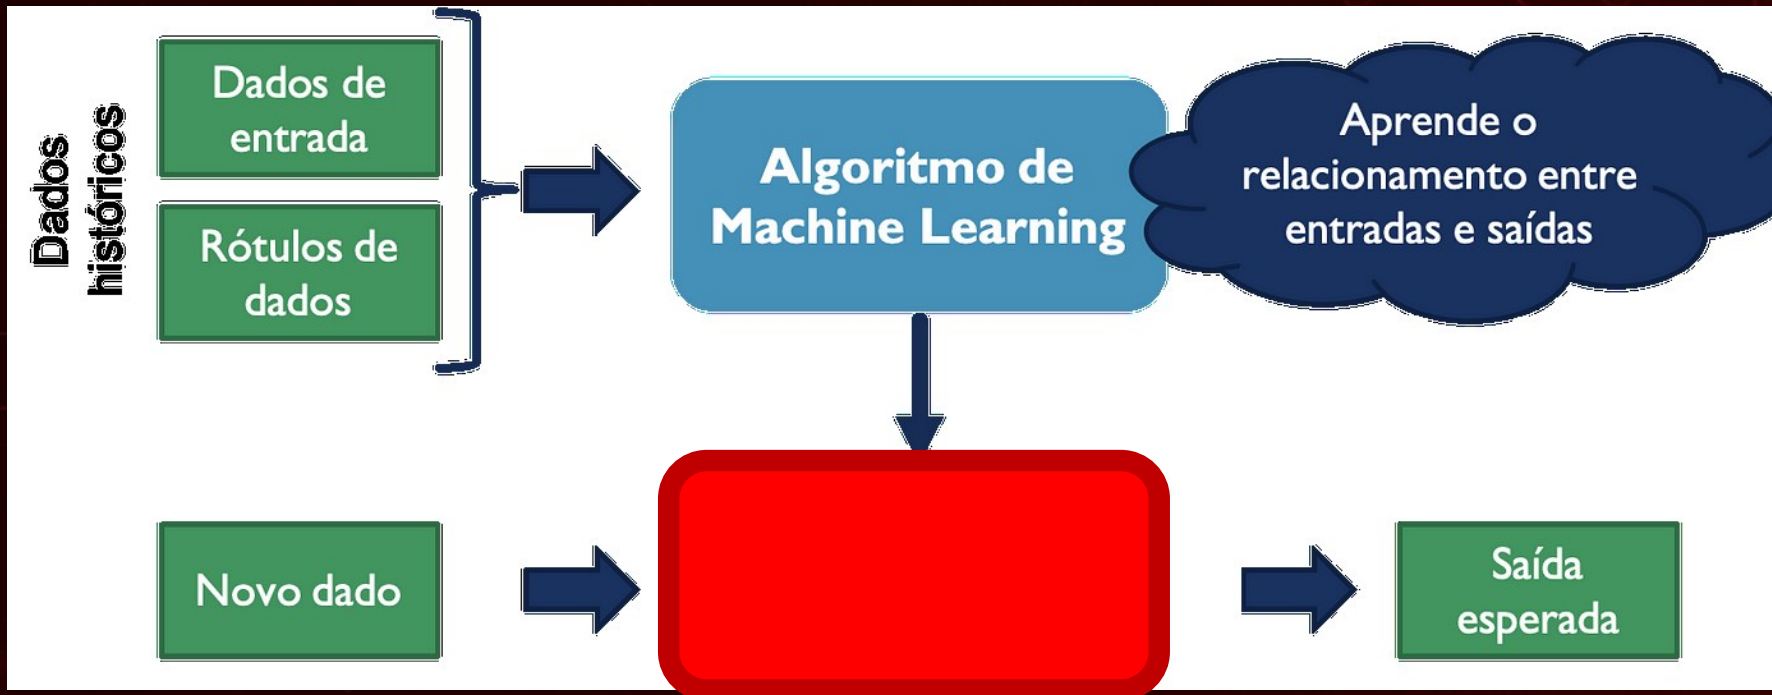 Dados
históricos
Dados de
entrada
Rótulos de
dados
Algoritmo de
Machine Learning
Aprende o
relacionamento entre
entradas e saídas
Novo dado
Saída
esperada